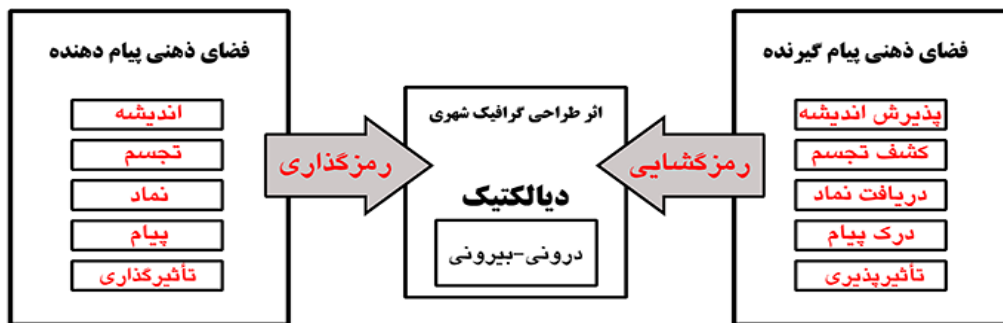 فضای ذهنی پیام گیرنده
پذیرش اندیشه
کشف تجسم
دریافت نماد
درک پیام
تأثیرپذیری
رمزگشایی
اثر طراحی گرافیک شهری
دیالکتیک
درونی-بیرونی
رمزگذاری
فضای ذهنی پیام دهنده
اندیشه
تجسم
نماد
پیام
تأثیرگذاری